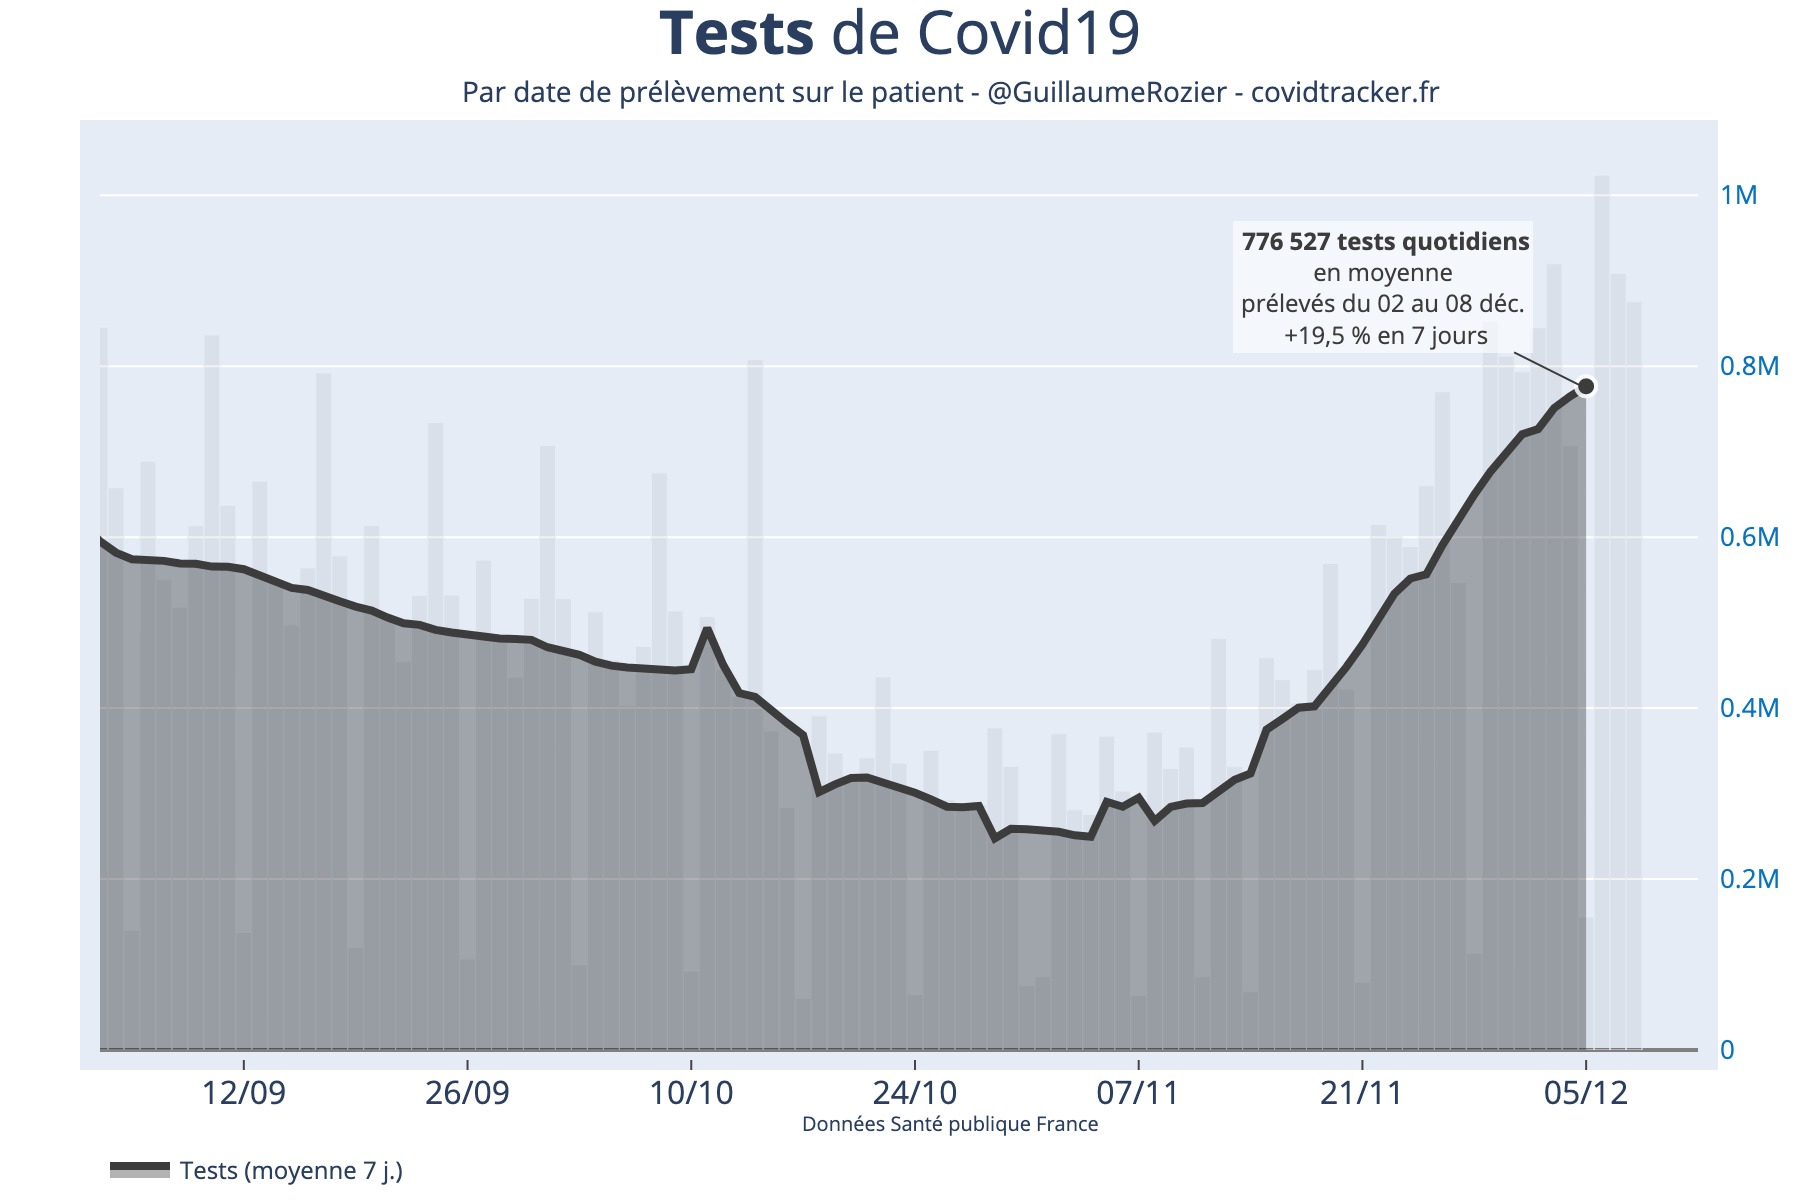 Tests de Covid19
Par date de prélèvement sur le patient - @GuillaumeRozier - covidtracker.fr
1M
776 527 tests quotidiens
en moyenne
prélevés du 02 au 08 déc.
+19,5 % en 7 jours
0.8M
0.6M
0.4M
0.2M
0
12/09 26/09 10/10 24/10 07/11 21/11 05/12
Données Santé publique France
Tests (moyenne 7 j.)